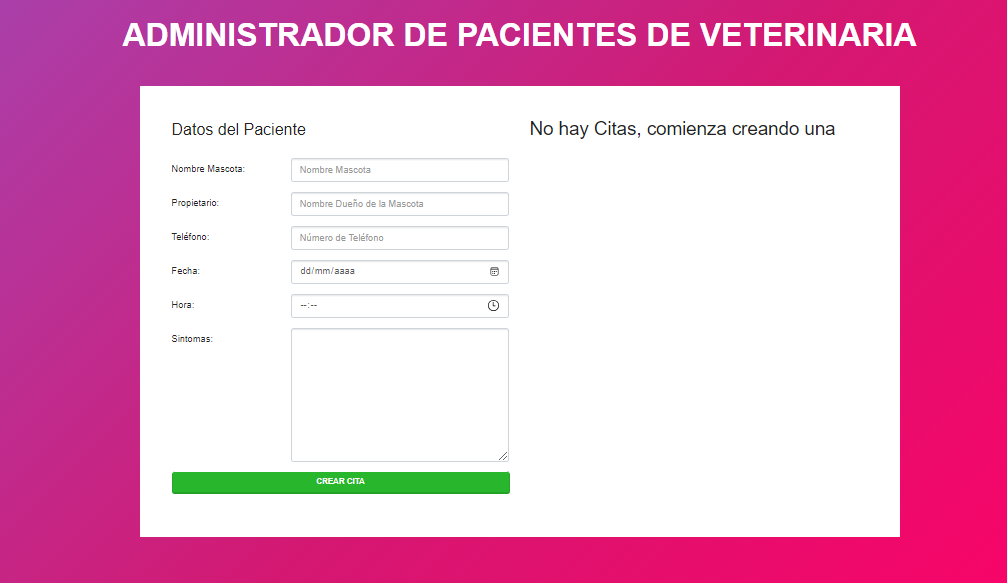 ADMINISTRADOR DE PACIENTES DE VETERINARIA
Datos del Paciente
Nombre Mascota:
Nombre Mascota
Propietario:
Nombre Dueño de la Mascota
Teléfono:
Número de Teléfono
Fecha:
dd/mm/aaaa
Hora:
--:--
Sintomas:
CREAR CITA
No hay Citas, comienza creando una